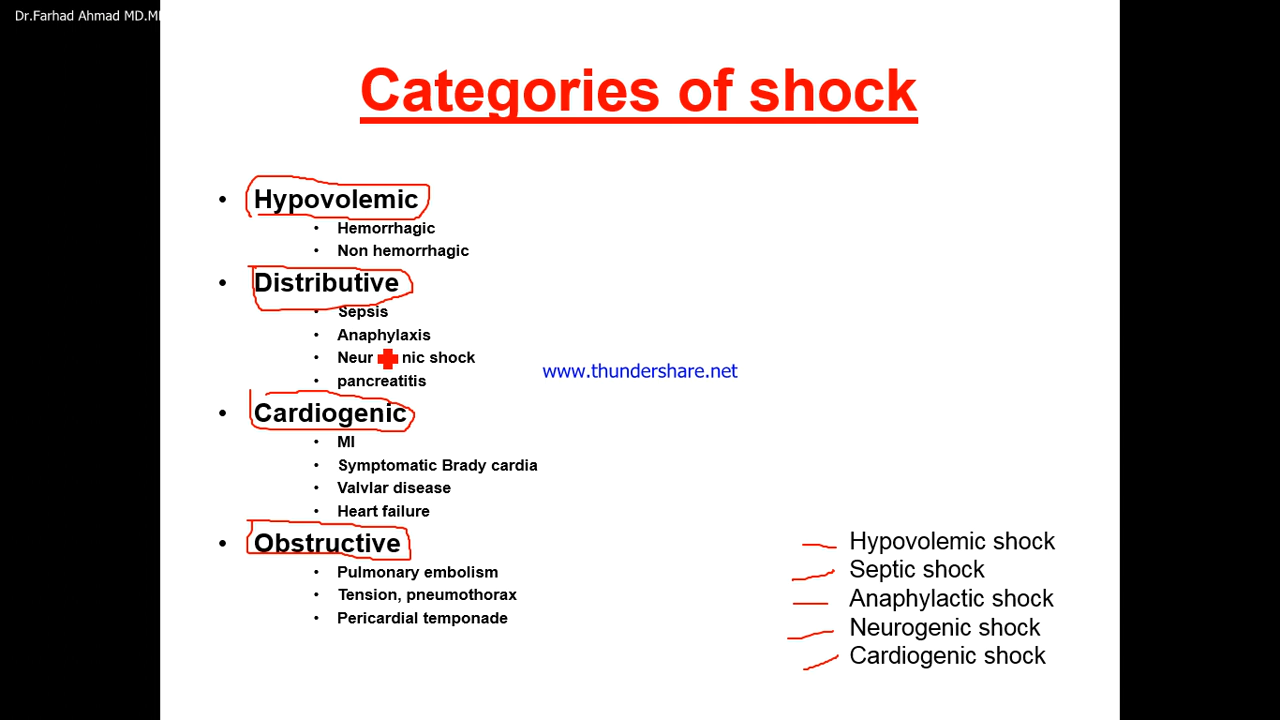 Dr.Farhad Ahmad MD.M
Categories of shock
• Hypovolemic
• Hemorrhagic
• Non hemorrhagic
• Distributive
• Sepsis
• Anaphylaxis
• Neur nic shock
• pancreatitis
www.thundershare.net
• Cardiogenic
• MI
• Symptomatic Brady cardia
• Valvlar disease
• Heart failure
• Obstructive
• Pulmonary embolism
• Tension, pneumothorax
• Pericardial temponade
Hypovolemic shock
Septic shock
Anaphylactic shock
Neurogenic shock
Cardiogenic shock